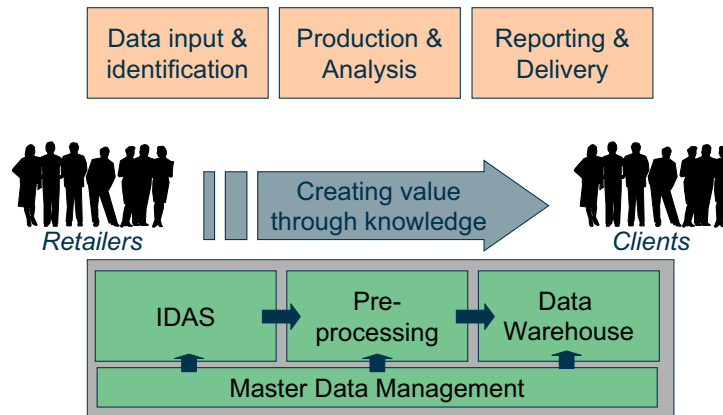 Data input &
identification
Production &
Analysis
Reporting &
Delivery
Creating value
through knowledge
Retailers
Clients
IDAS
Pre-
processing
Data
Warehouse
Master Data Management